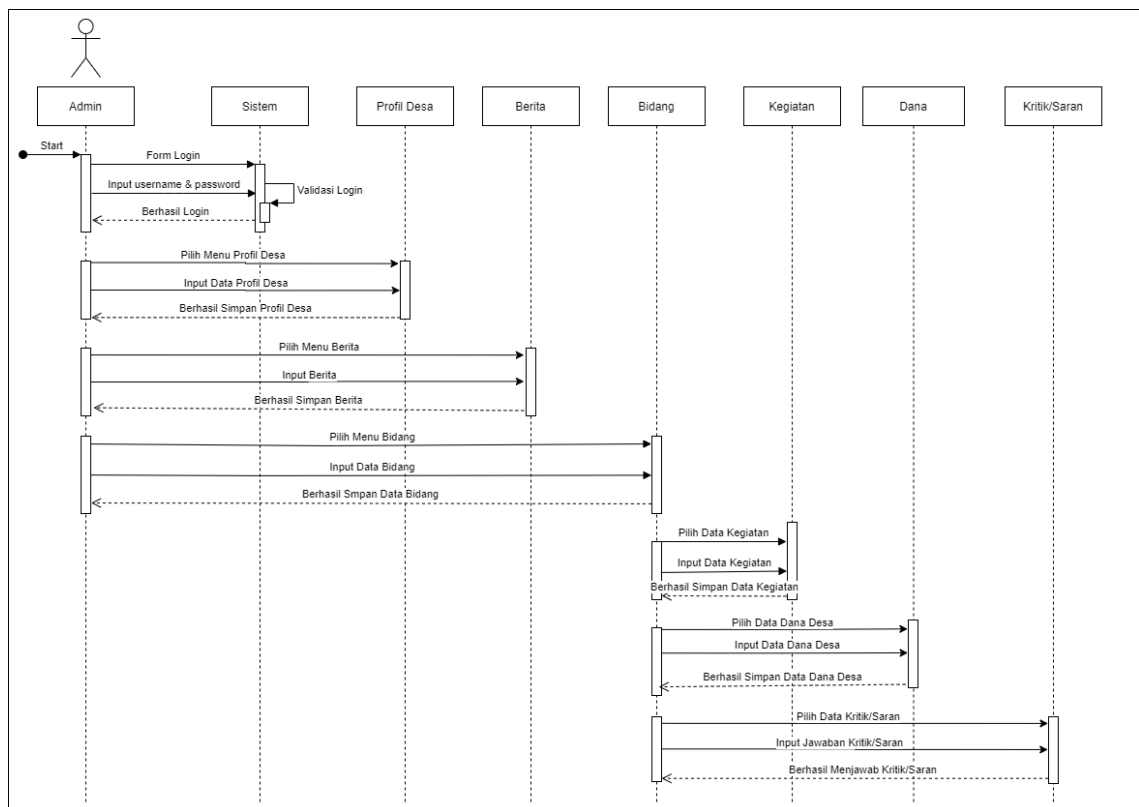 Admin
Sistem
Profil Desa
Berita
Bidang
Kegiatan
Dana
Kritik/Saran
Start
Form Login
Input username & password
Validasi Login
Berhasil Login
Pilih Menu Profil Desa
Input Data Profil Desa
Berhasil Simpan Profil Desa
Pilih Menu Berita
Input Berita
Berhasil Simpan Berita
Pilih Menu Bidang
Input Data Bidang
Berhasil Smpan Data Bidang
Pilih Data Kegiatan
Input Data Kegiatan
Berhasil Simpan Data Kegiatan
Pilih Data Dana Desa
Input Data Dana Desa
Berhasil Simpan Data Dana Desa
Pilih Data Kritik/Saran
Input Jawaban Kritik/Saran
Berhasil Menjawab Kritik/Saran